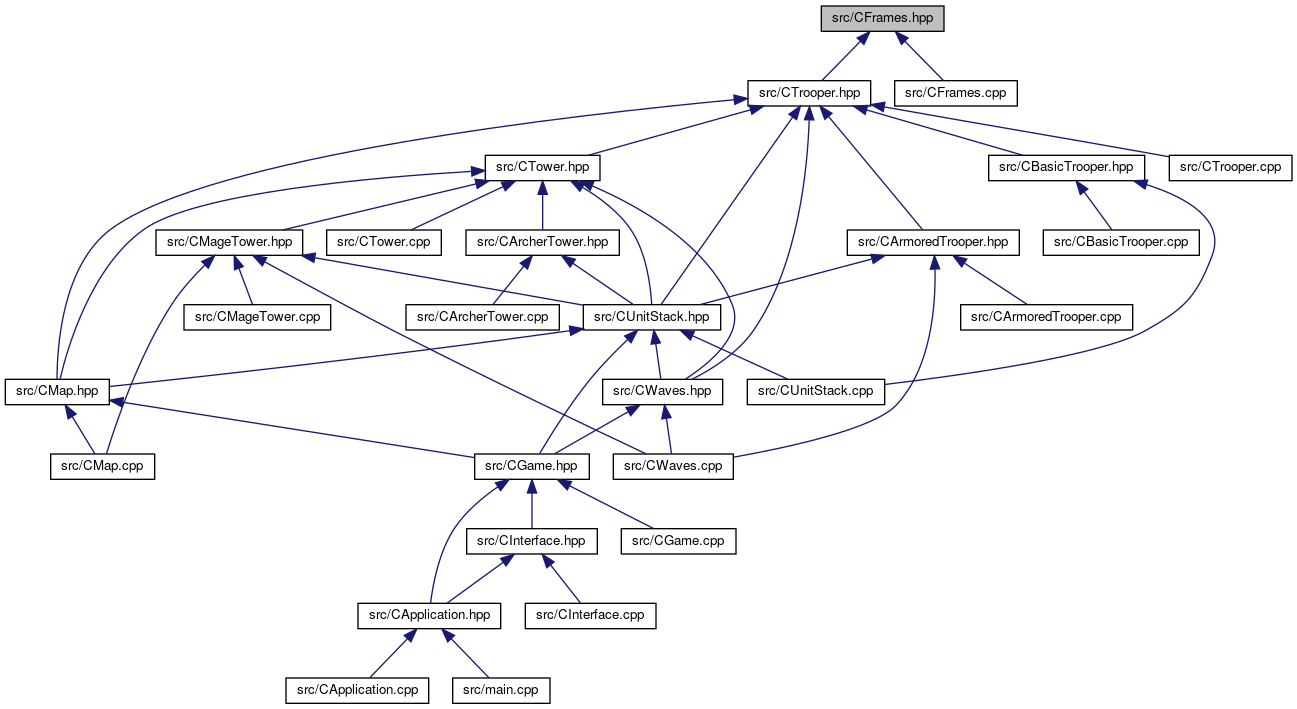 src/CFrames.hpp
src/CTrooper.hpp
src/CFrames.cpp
src/CTower.hpp
src/CBasicTrooper.hpp
src/CTrooper.cpp
src/CMageTower.hpp
src/CTower.cpp
src/CArcherTower.hpp
src/CArmoredTrooper.hpp
src/CBasicTrooper.cpp
src/CMageTower.cpp
src/CArcherTower.cpp
src/CUnitStack.hpp
src/CArmoredTrooper.cpp
src/CMap.hpp
src/CWaves.hpp
src/CUnitStack.cpp
src/CMap.cpp
src/CGame.hpp
src/CWaves.cpp
src/CInterface.hpp
src/CGame.cpp
src/CApplication.hpp
src/CInterface.cpp
src/CApplication.cpp
src/main.cpp